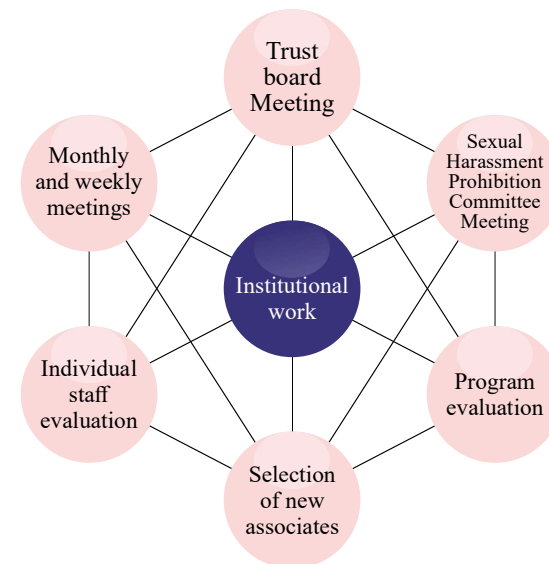 Trust
board
Meeting
Monthly
and weekly
meetings
Sexual
Harassment
Prohibition
Committee
Meeting
Institutional
work
Individual
staff
evaluation
Program
evaluation
Selection
of new
associates